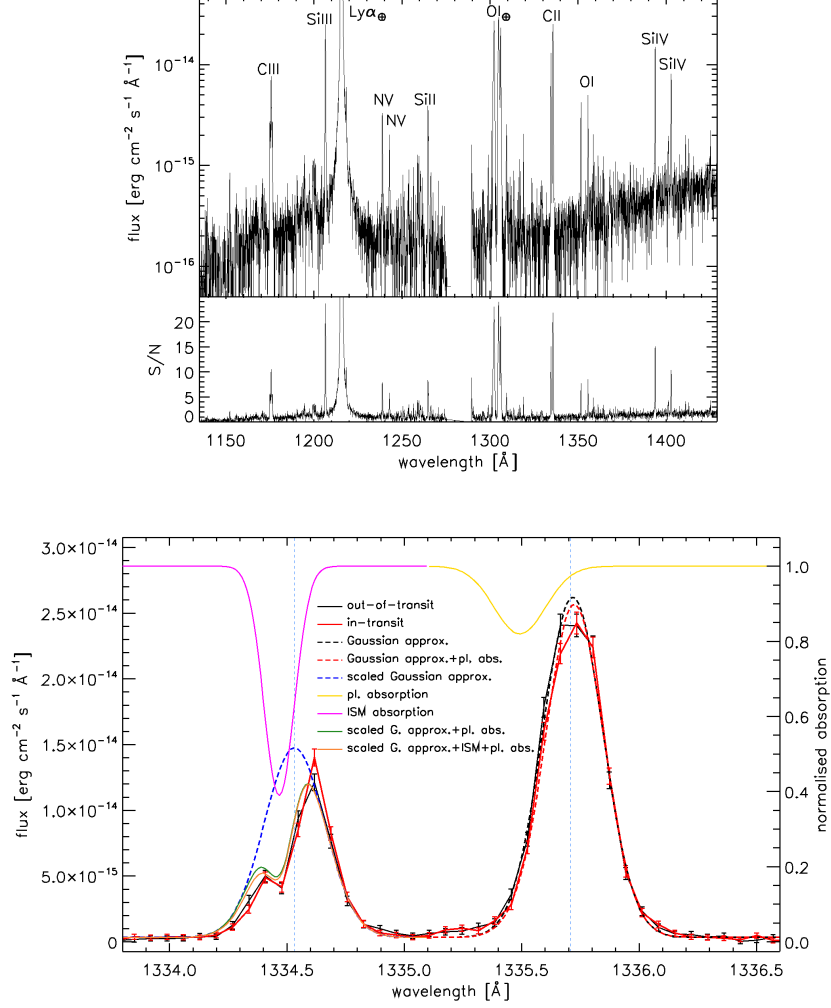 Lyα ⊕
OI ⊕
CII
SiIII
SiIV
SiIV
CIII
OI
NV
NV
SiII
10⁻¹⁴
10⁻¹⁵
10⁻¹⁶
flux [erg cm⁻² s⁻¹ Å⁻¹]
20
15
10
5
0
S/N
1150 1200 1250 1300 1350 1400
wavelength [Å]
3.0×10⁻¹⁴
2.5×10⁻¹⁴
2.0×10⁻¹⁴
1.5×10⁻¹⁴
1.0×10⁻¹⁴
5.0×10⁻¹⁵
0
flux [erg cm⁻² s⁻¹ Å⁻¹]
out-of-transit
in-transit
Gaussian approx.
Gaussian approx.+pl. abs.
scaled Gaussian approx.
pl. absorption
ISM absorption
scaled G. approx.+pl. abs.
scaled G. approx.+ISM+pl. abs.
1.0
0.8
0.6
0.4
0.2
0.0
normalised absorption
1334.0 1334.5 1335.0 1335.5 1336.0 1336.5
wavelength [Å]